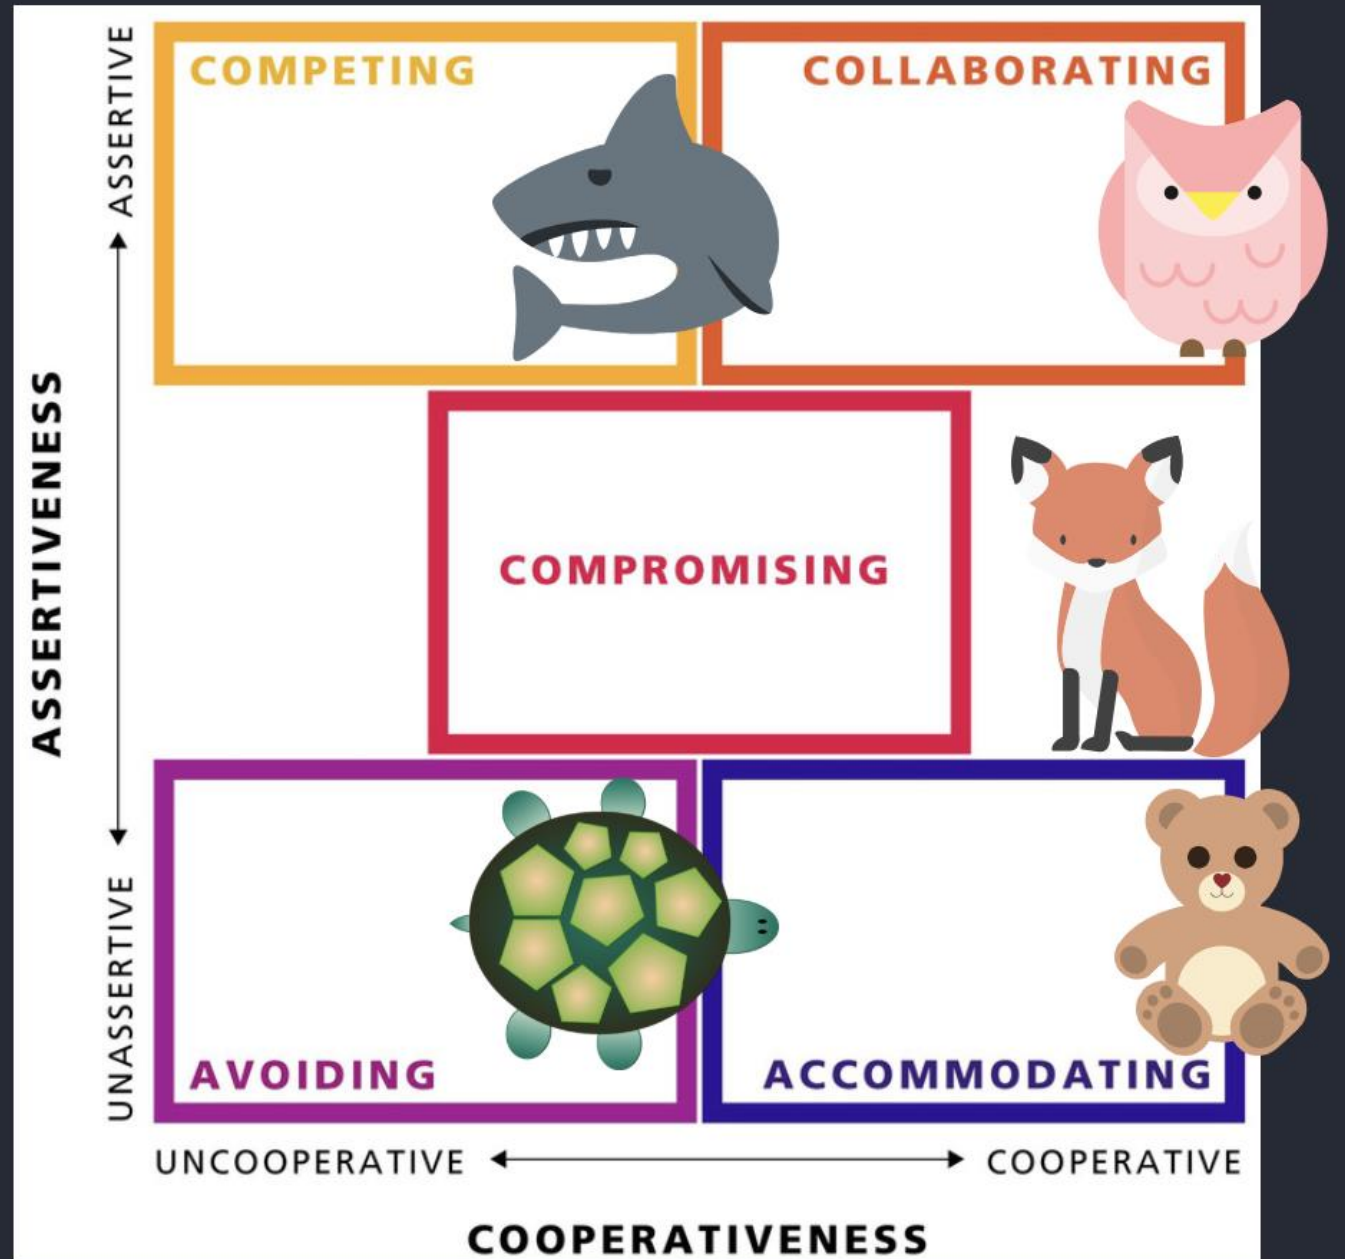 ASSERTIVE
COMPETING
COLLABORATING
ASSERTIVENESS
COMPROMISING
UNASSERTIVE
AVOIDING
ACCOMMODATING
UNCOOPERATIVE
COOPERATIVE
COOPERATIVENESS